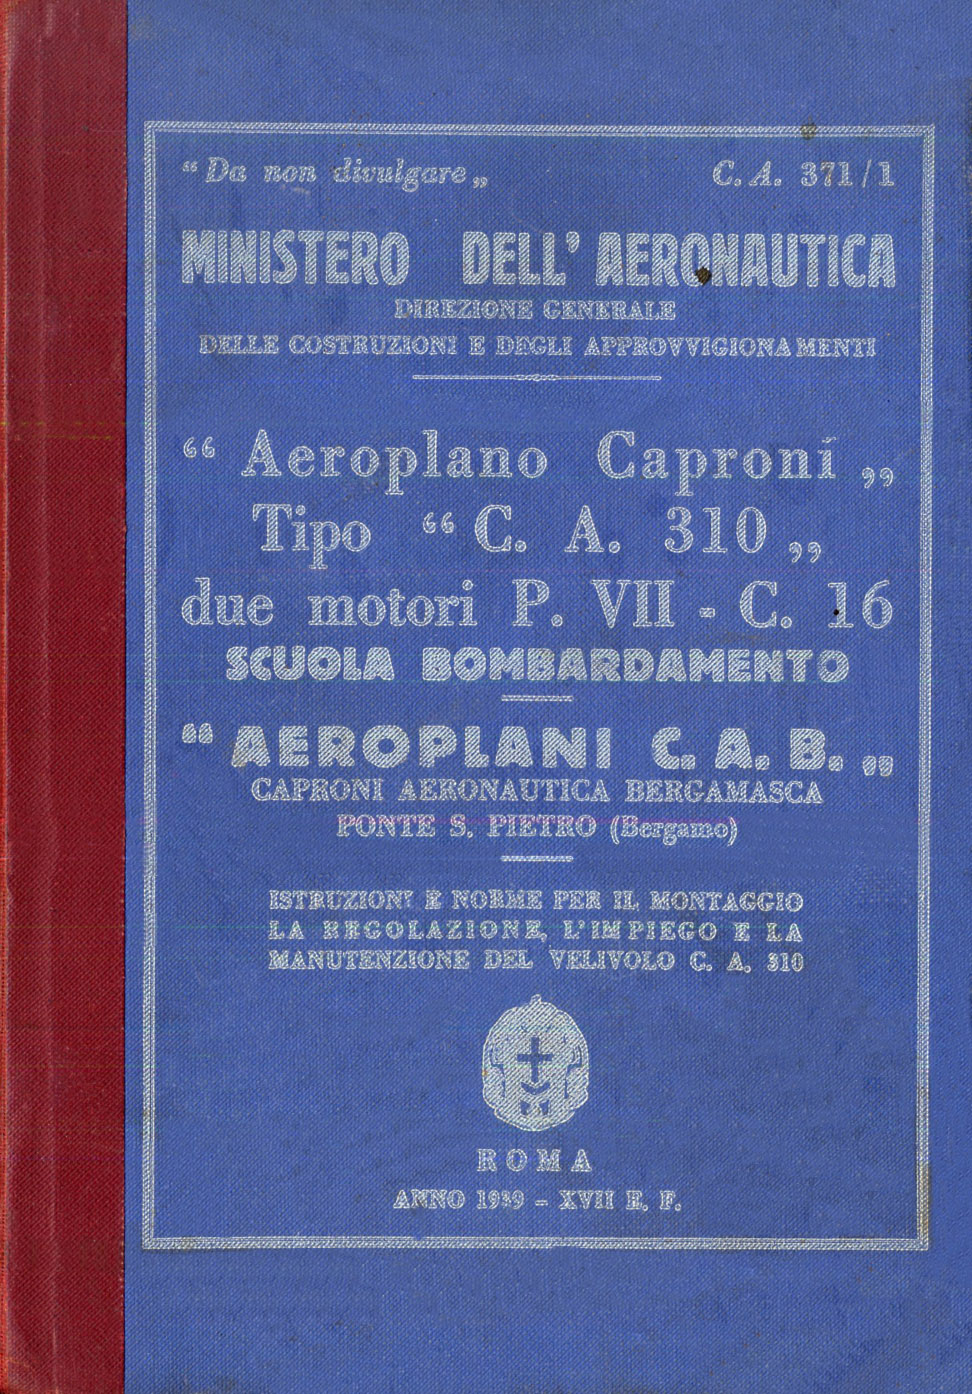 “ Da non divulgare „
C. A. 371/1
MINISTERO DELL'AERONAUTICA
DIREZIONE GENERALE
DELLE COSTRUZIONI E DEGLI APPROVVIGIONAMENTI
“ Aeroplano Caproni „
Tipo “ C. A. 310 „
due motori P. VII - C. 16
SCUOLA BOMBARDAMENTO
“ AEROPLANI C. A. B. „
CAPRONI AERONAUTICA BERGAMASCA
PONTE S. PIETRO (Bergamo)
ISTRUZIONI E NORME PER IL MONTAGGIO
LA REGOLAZIONE, L'IMPIEGO E LA
MANUTENZIONE DEL VELIVOLO C. A. 310
ROMA
ANNO 1939 - XVII E. F.